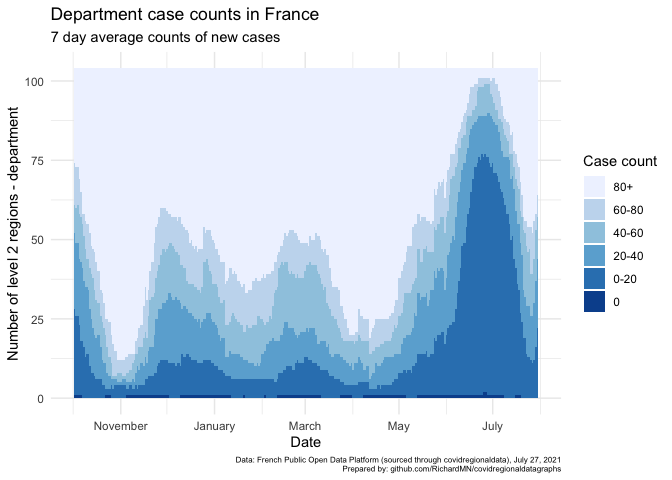 Department case counts in France
7 day average counts of new cases
Number of level 2 regions - department
100
75
50
25
0
November
January
March
May
July
Date
Case count
80+
60-80
40-60
20-40
0-20
0
Data: French Public Open Data Platform (sourced through covidregionaldata), July 27, 2021
Prepared by: github.com/RichardMN/covidregionaldatagraphs